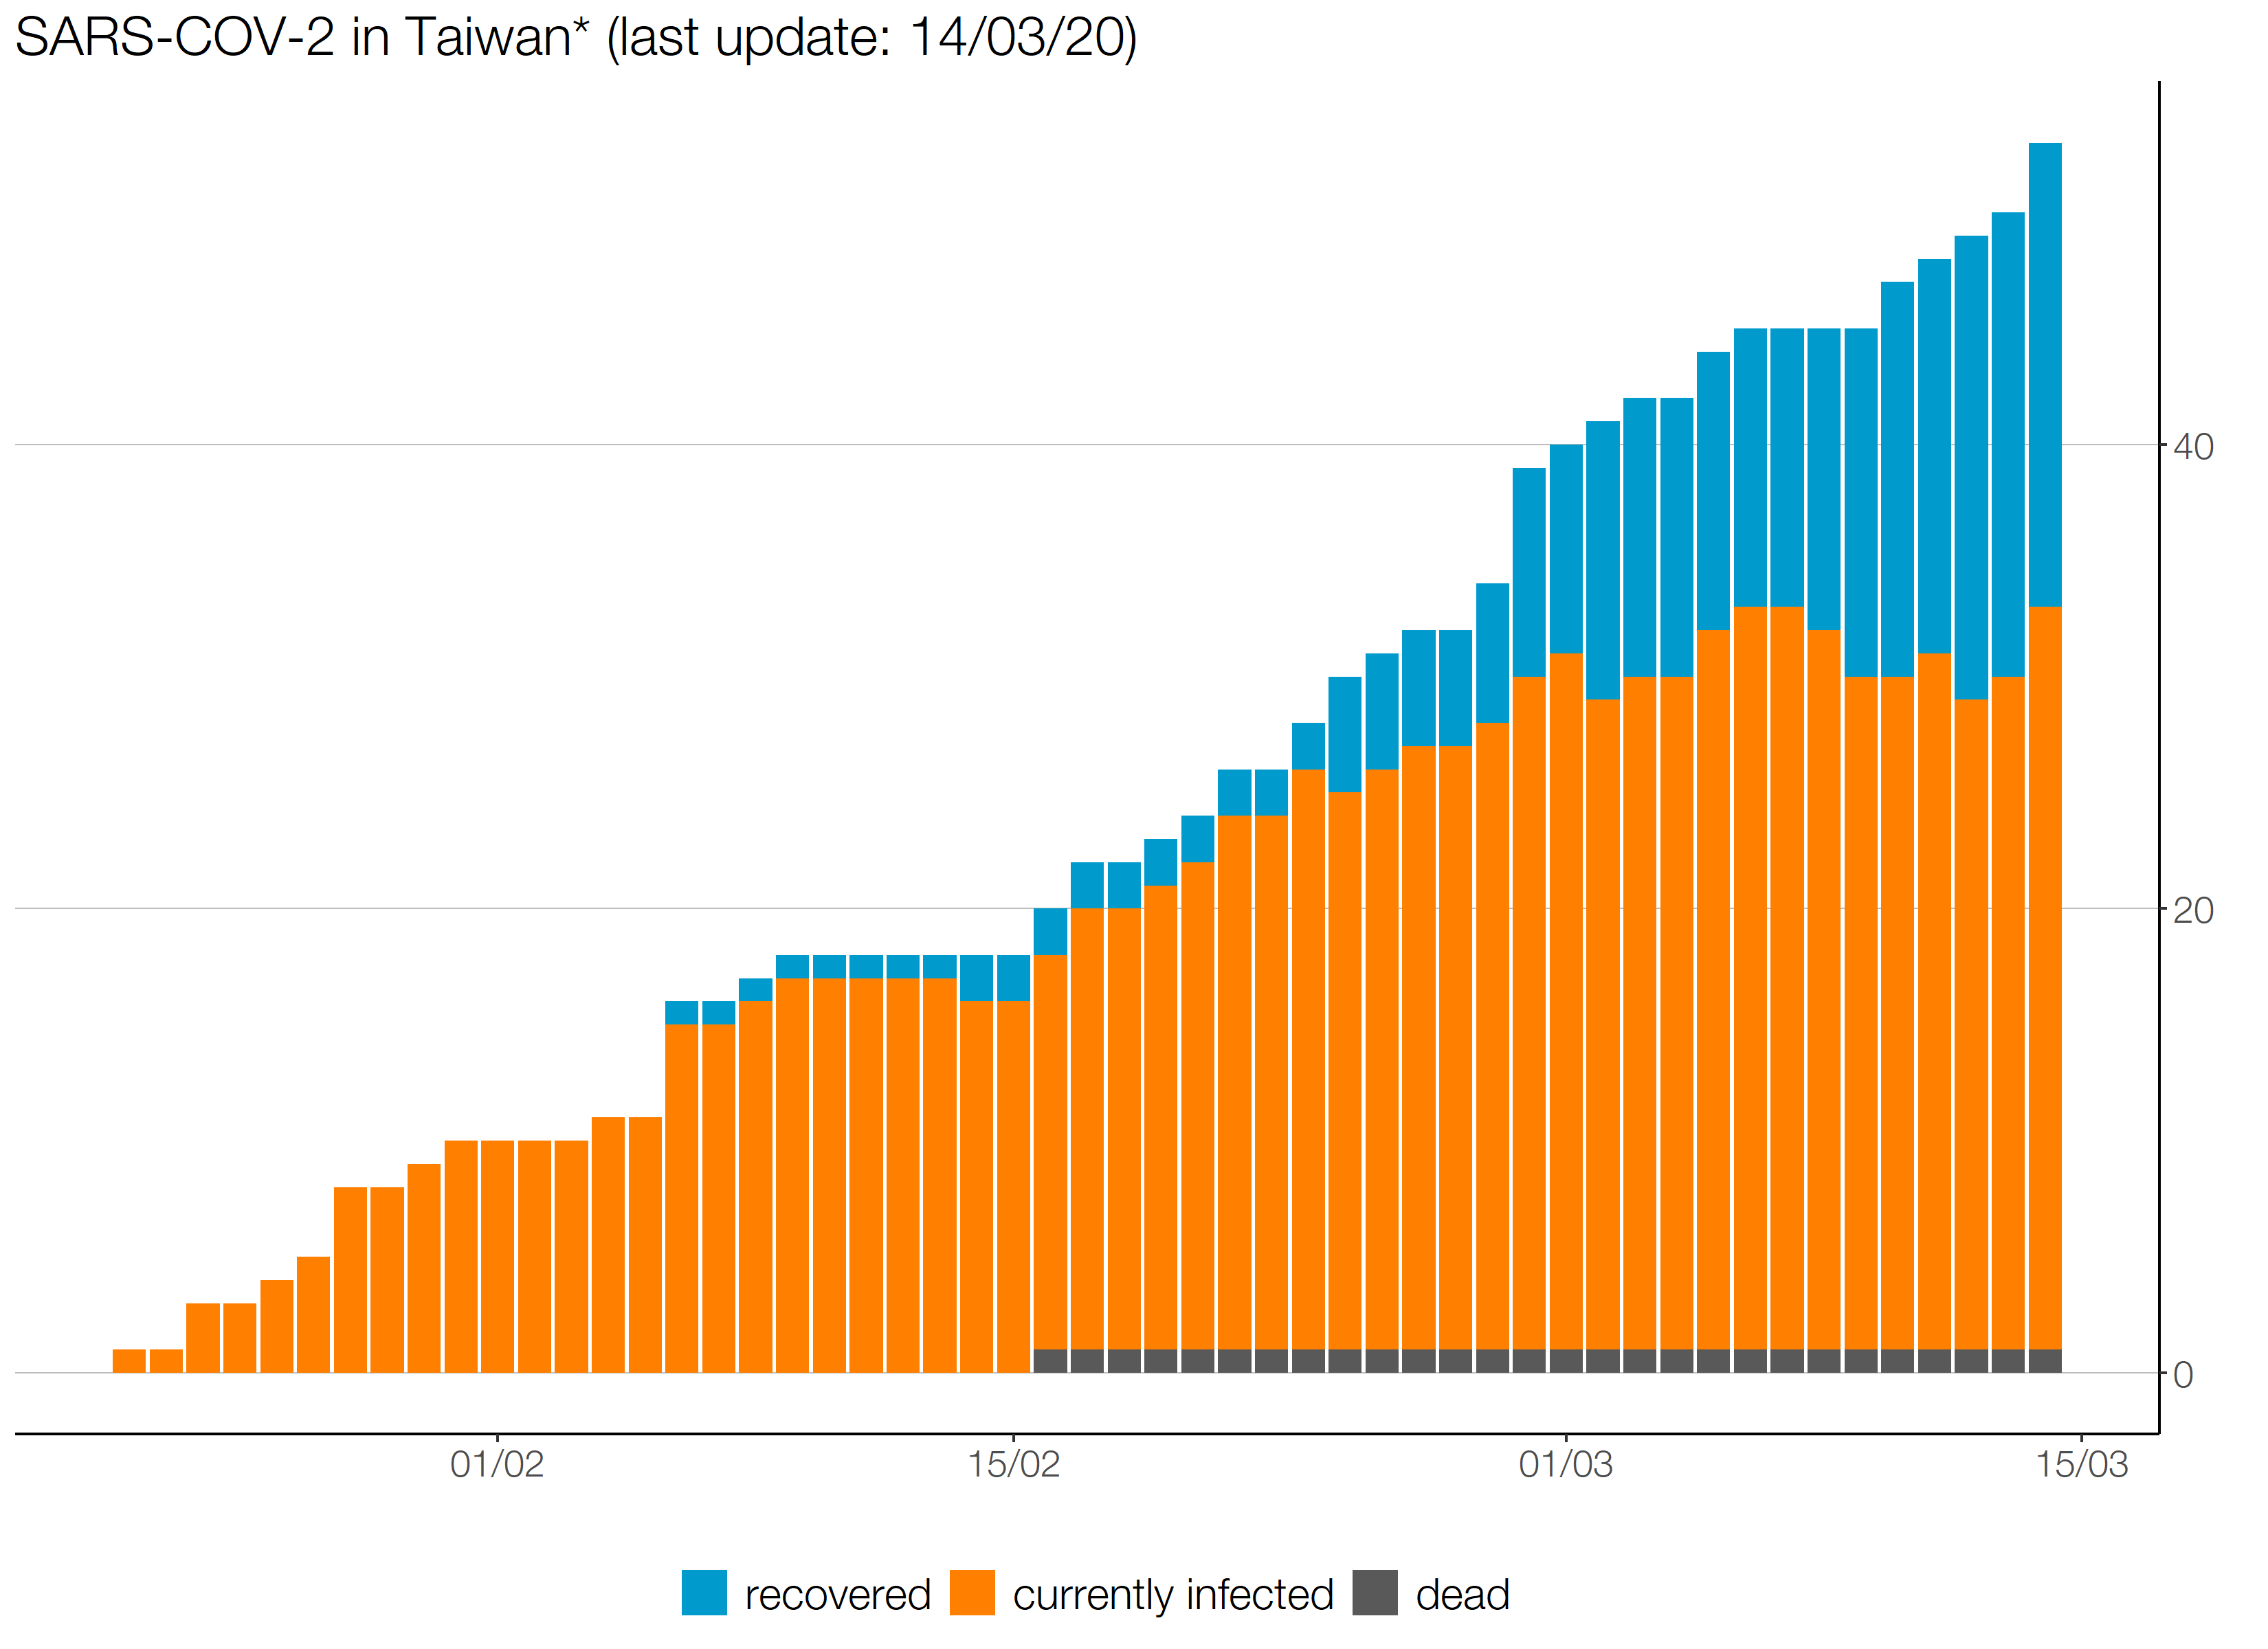 SARS-COV-2 in Taiwan* (last update: 14/03/20)
40
20
0
01/02 15/02 01/03 15/03
recovered currently infected dead